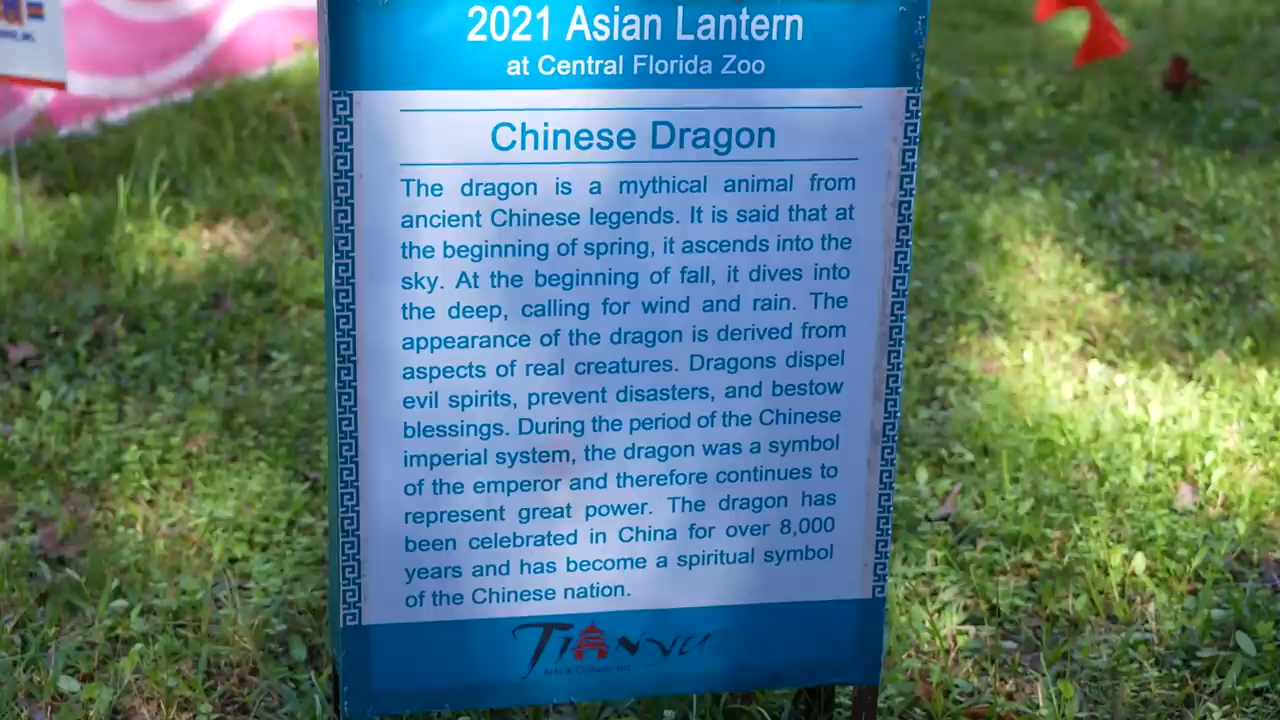 2021 Asian Lantern
at Central Florida Zoo
Chinese Dragon
The dragon is a mythical animal from
ancient Chinese legends. It is said that at
the beginning of spring, it ascends into the
sky. At the beginning of fall, it dives into
the deep, calling for wind and rain. The
appearance of the dragon is derived from
aspects of real creatures. Dragons dispel
evil spirits, prevent disasters, and bestow
blessings. During the period of the Chinese
imperial system, the dragon was a symbol
of the emperor and therefore continues to
represent great power. The dragon has
been celebrated in China for over 8,000
years and has become a spiritual symbol
of the Chinese nation.
TIANYU
Arts & Culture, Inc.